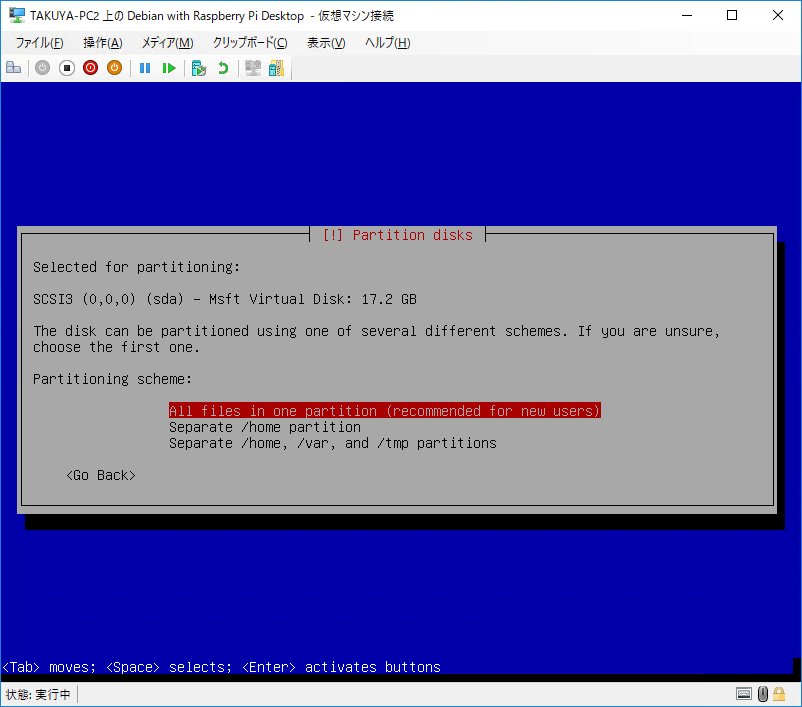 TAKUYA-PC2 上の Debian with Raspberry Pi Desktop - 仮想マシン接続
ファイル(F) 操作(A) メディア(M) クリップボード(C) 表示(V) ヘルプ(H)
[!] Partition disks
Selected for partitioning:
SCSI3 (0,0,0) (sda) - Msft Virtual Disk: 17.2 GB
The disk can be partitioned using one of several different schemes. If you are unsure,
choose the first one.
Partitioning scheme:
All files in one partition (recommended for new users)
Separate /home partition
Separate /home, /var, and /tmp partitions
<Go Back>
<Tab> moves; <Space> selects; <Enter> activates buttons
状態: 実行中